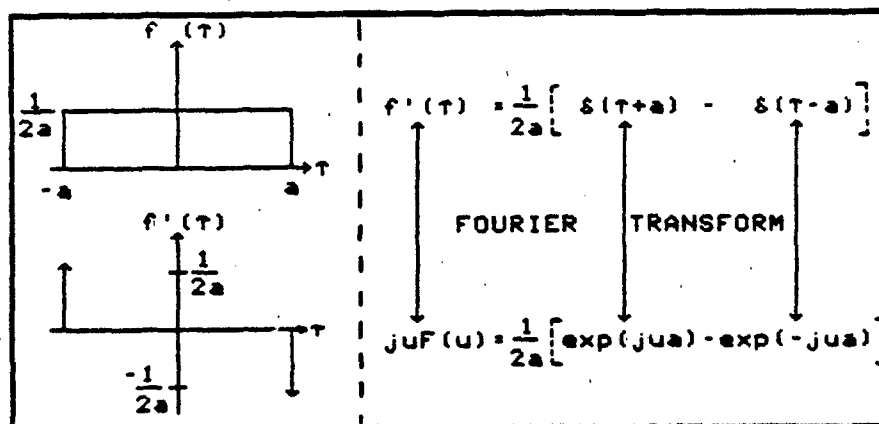 f (τ)
1
2a
-a
a
τ
f'(τ)
1
2a
τ
-1
2a
f'(τ) = 1/2a [ δ(τ+a) - δ(τ-a) ]
FOURIER TRANSFORM
juF(u) = 1/2a [ exp(jua) - exp(-jua) ]